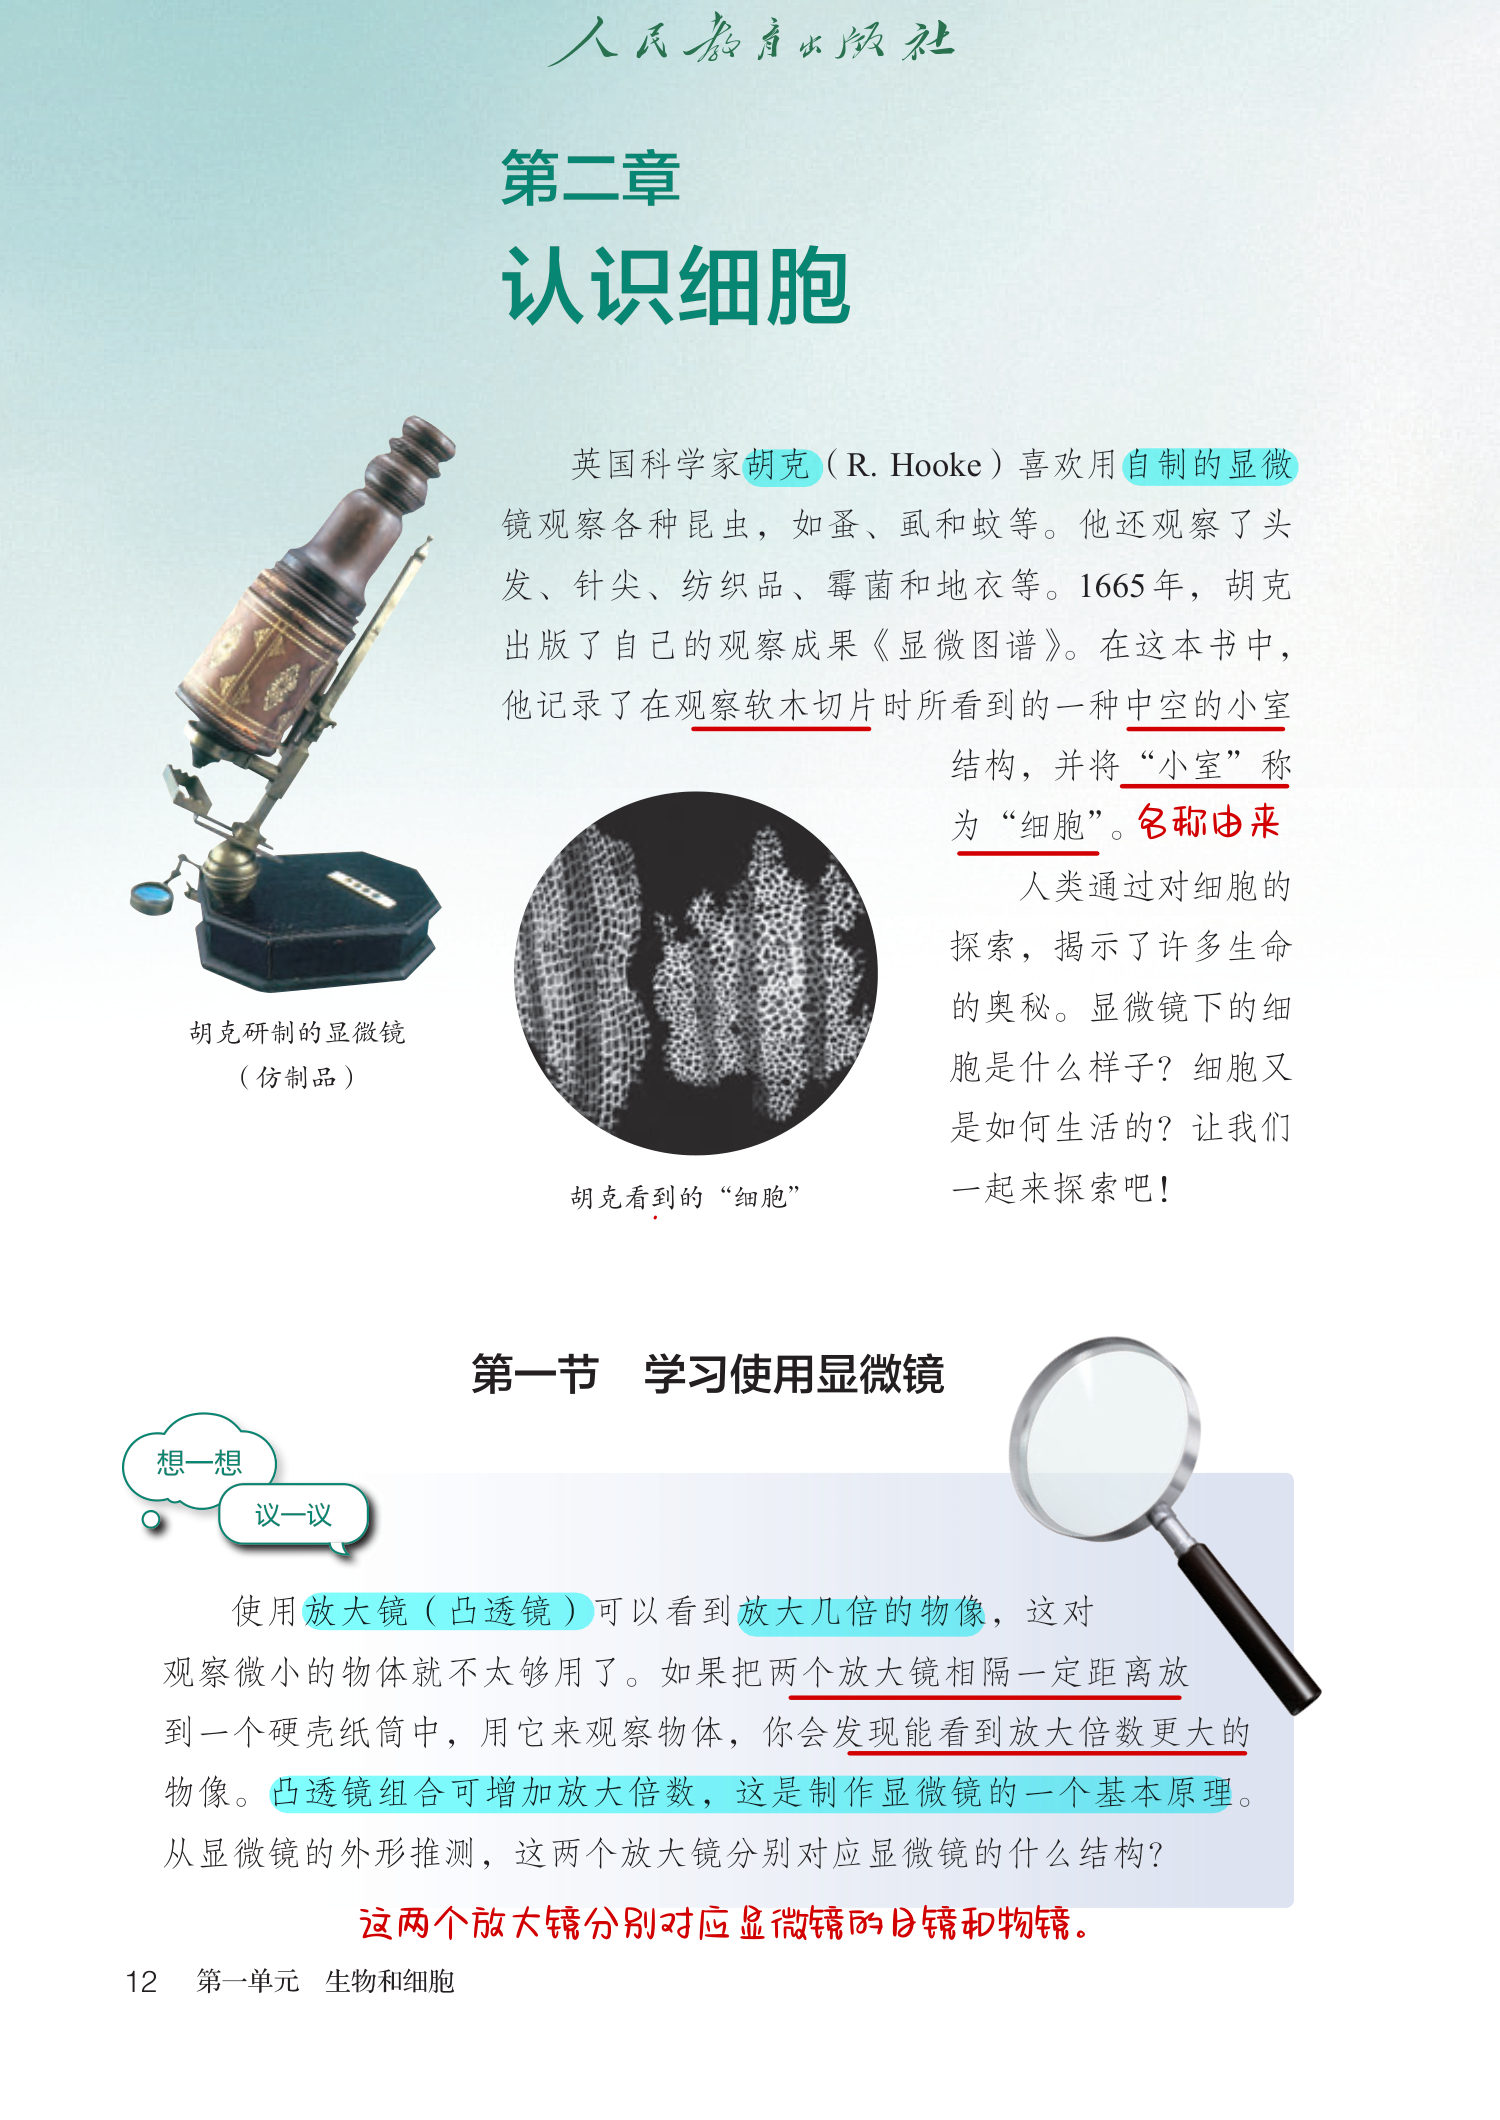 人民教育出版社
第二章
认识细胞
英国科学家胡克（R. Hooke）喜欢用自制的显微
镜观察各种昆虫，如蚤、虱和蚊等。他还观察了头
发、针尖、纺织品、霉菌和地衣等。1665年，胡克
出版了自己的观察成果《显微图谱》。在这本书中，
他记录了在观察软木切片时所看到的一种中空的小室
结构，并将“小室”称
为“细胞”。名称由来
人类通过对细胞的
探索，揭示了许多生命
的奥秘。显微镜下的细
胞是什么样子？细胞又
是如何生活的？让我们
一起来探索吧！
胡克研制的显微镜
（仿制品）
胡克看到的“细胞”
第一节 学习使用显微镜
想一想
议一议
使用放大镜（凸透镜）可以看到放大几倍的物像，这对
观察微小的物体就不太够用了。如果把两个放大镜相隔一定距离放
到一个硬壳纸筒中，用它来观察物体，你会发现能看到放大倍数更大的
物像。凸透镜组合可增加放大倍数，这是制作显微镜的一个基本原理。
从显微镜的外形推测，这两个放大镜分别对应显微镜的什么结构？
这两个放大镜分别对应显微镜的目镜和物镜。
12 第一单元 生物和细胞